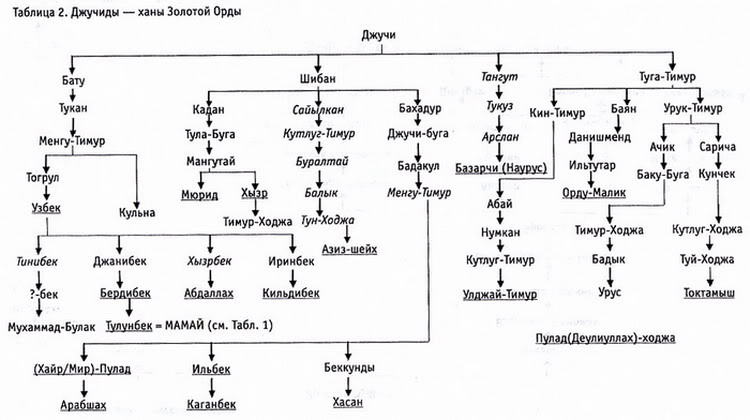 Таблица 2. Джучиды — ханы Золотой Орды
Джучи
Бату Шибан Тангут Туга-Тимур
Тукан Кадан Сайылкан Бахадур Тукуз Кин-Тимур Баян Урук-Тимур
Менгу-Тимур Тула-Буга Кутлуг-Тимур Джучи-буга Арслан Данишменд Ачик Сарича
Тогрул Мангутай Буралтай Бадакул Базарчи (Наурус) Ильтутар Баку-Буга Кунчек
Узбек Кульна Мюрид Хызр Балык Менгу-Тимур Абай Орду-Малик
Тимур-Ходжа Тун-Ходжа Нумкан Тимур-Ходжа Кутлуг-Ходжа
Азиз-шейх
Тинибек Джанибек Хызрбек Иринбек Кутлуг-Тимур Бадык Туй-Ходжа
?-бек Бердибек Абдаллах Кильдибек Улджай-Тимур Урус Токтамыш
Мухаммад-Булак Тулунбек = МАМАЙ (см. Табл. 1)
Пулад(Деулиуллах)-ходжа
(Хайр/Мир)-Пулад Ильбек Беккунды
Арабшах Каганбек Хасан